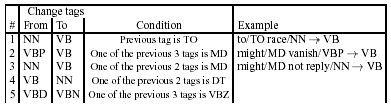 Change tags
# From To Condition Example
1 NN VB Previous tag is TO to/TO race/NN → VB
2 VBP VB One of the previous 3 tags is MD might/MD vanish/VBP → VB
3 NN VB One of the previous 2 tags is MD might/MD not reply/NN → VB
4 VB NN One of the previous 2 tags is DT
5 VBD VBN One of the previous 3 tags is VBZ